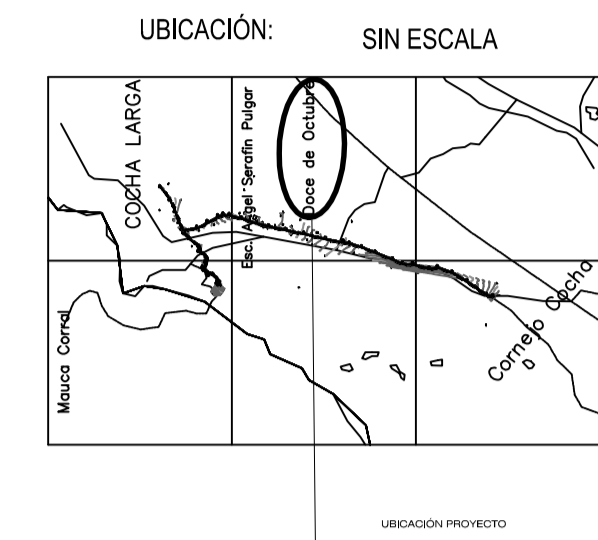 UBICACIÓN:
SIN ESCALA
COCHA LARGA
Esc. Angel Serafin Pulgar
Doce de Octubre
Mauca Corral
Cornejo Cocha
UBICACIÓN PROYECTO